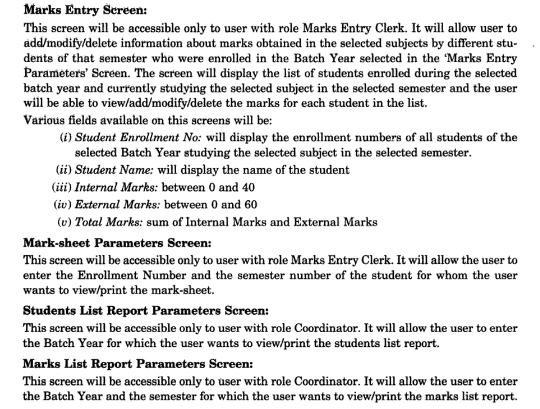 Marks Entry Screen:
This screen will be accessible only to user with role Marks Entry Clerk. It will allow user to
add/modify/delete information about marks obtained in the selected subjects by different stu-
dents of that semester who were enrolled in the Batch Year selected in the 'Marks Entry
Parameters' Screen. The screen will display the list of students enrolled during the selected
batch year and currently studying the selected subject in the selected semester and the user
will be able to view/add/modify/delete the marks for each student in the list.
Various fields available on this screens will be:
(i) Student Enrollment No: will display the enrollment numbers of all students of the
selected Batch Year studying the selected subject in the selected semester.
(ii) Student Name: will display the name of the student
(iii) Internal Marks: between 0 and 40
(iv) External Marks: between 0 and 60
(v) Total Marks: sum of Internal Marks and External Marks
Mark-sheet Parameters Screen:
This screen will be accessible only to user with role Marks Entry Clerk. It will allow the user to
enter the Enrollment Number and the semester number of the student for whom the user
wants to view/print the mark-sheet.
Students List Report Parameters Screen:
This screen will be accessible only to user with role Coordinator. It will allow the user to enter
the Batch Year for which the user wants to view/print the students list report.
Marks List Report Parameters Screen:
This screen will be accessible only to user with role Coordinator. It will allow the user to enter
the Batch Year and the semester for which the user wants to view/print the marks list report.